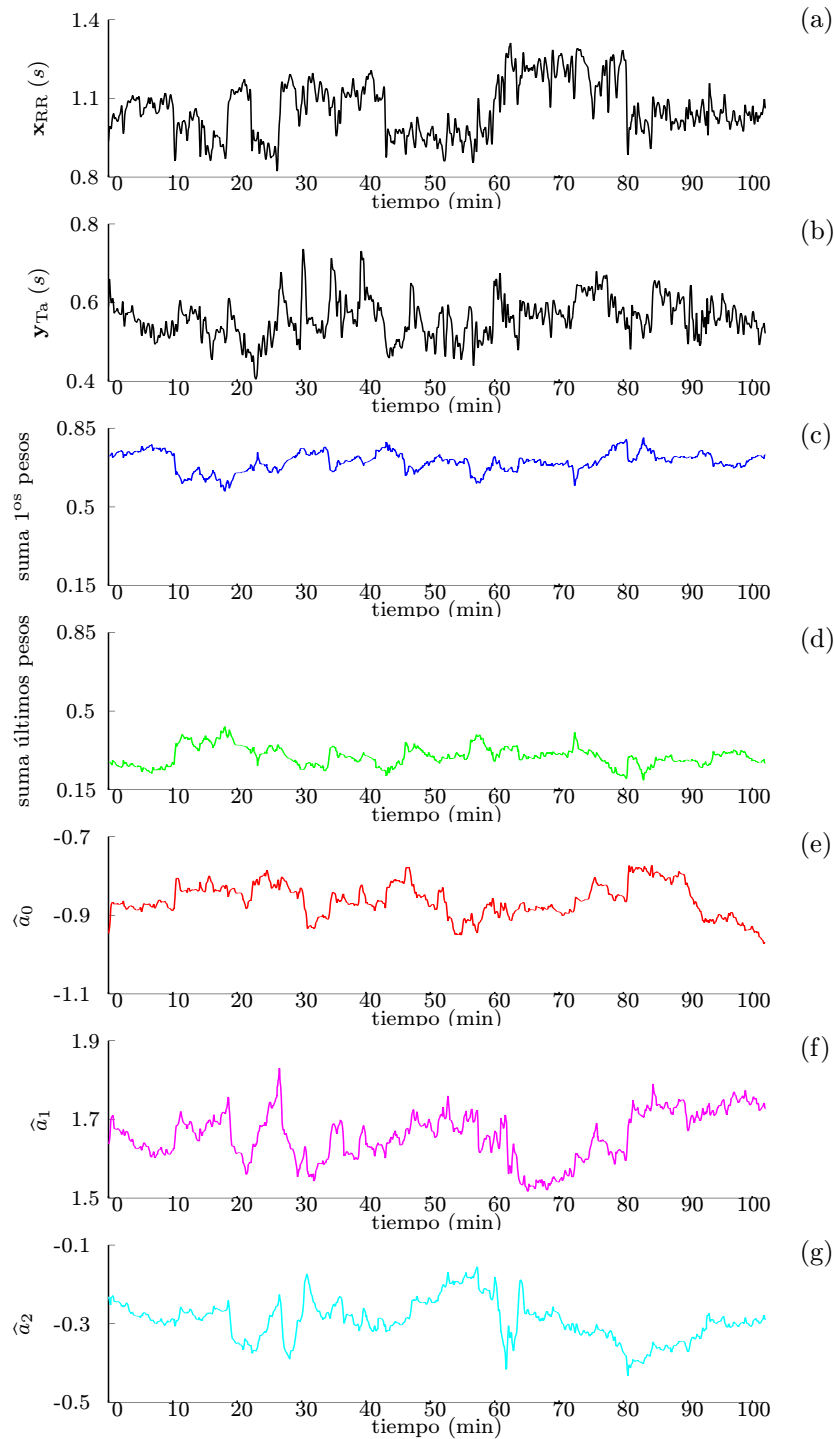 (a)
1.4
1.1
0.8
x_RR (s)
0 10 20 30 40 50 60 70 80 90 100
tiempo (min)
(b)
0.8
0.6
0.4
y_Ta (s)
0 10 20 30 40 50 60 70 80 90 100
tiempo (min)
(c)
0.85
0.5
0.15
suma 1os pesos
0 10 20 30 40 50 60 70 80 90 100
tiempo (min)
(d)
0.85
0.5
0.15
suma últimos pesos
0 10 20 30 40 50 60 70 80 90 100
tiempo (min)
(e)
-0.7
-0.9
-1.1
â_0
0 10 20 30 40 50 60 70 80 90 100
tiempo (min)
(f)
1.9
1.7
1.5
â_1
0 10 20 30 40 50 60 70 80 90 100
tiempo (min)
(g)
-0.1
-0.3
-0.5
â_2
0 10 20 30 40 50 60 70 80 90 100
tiempo (min)